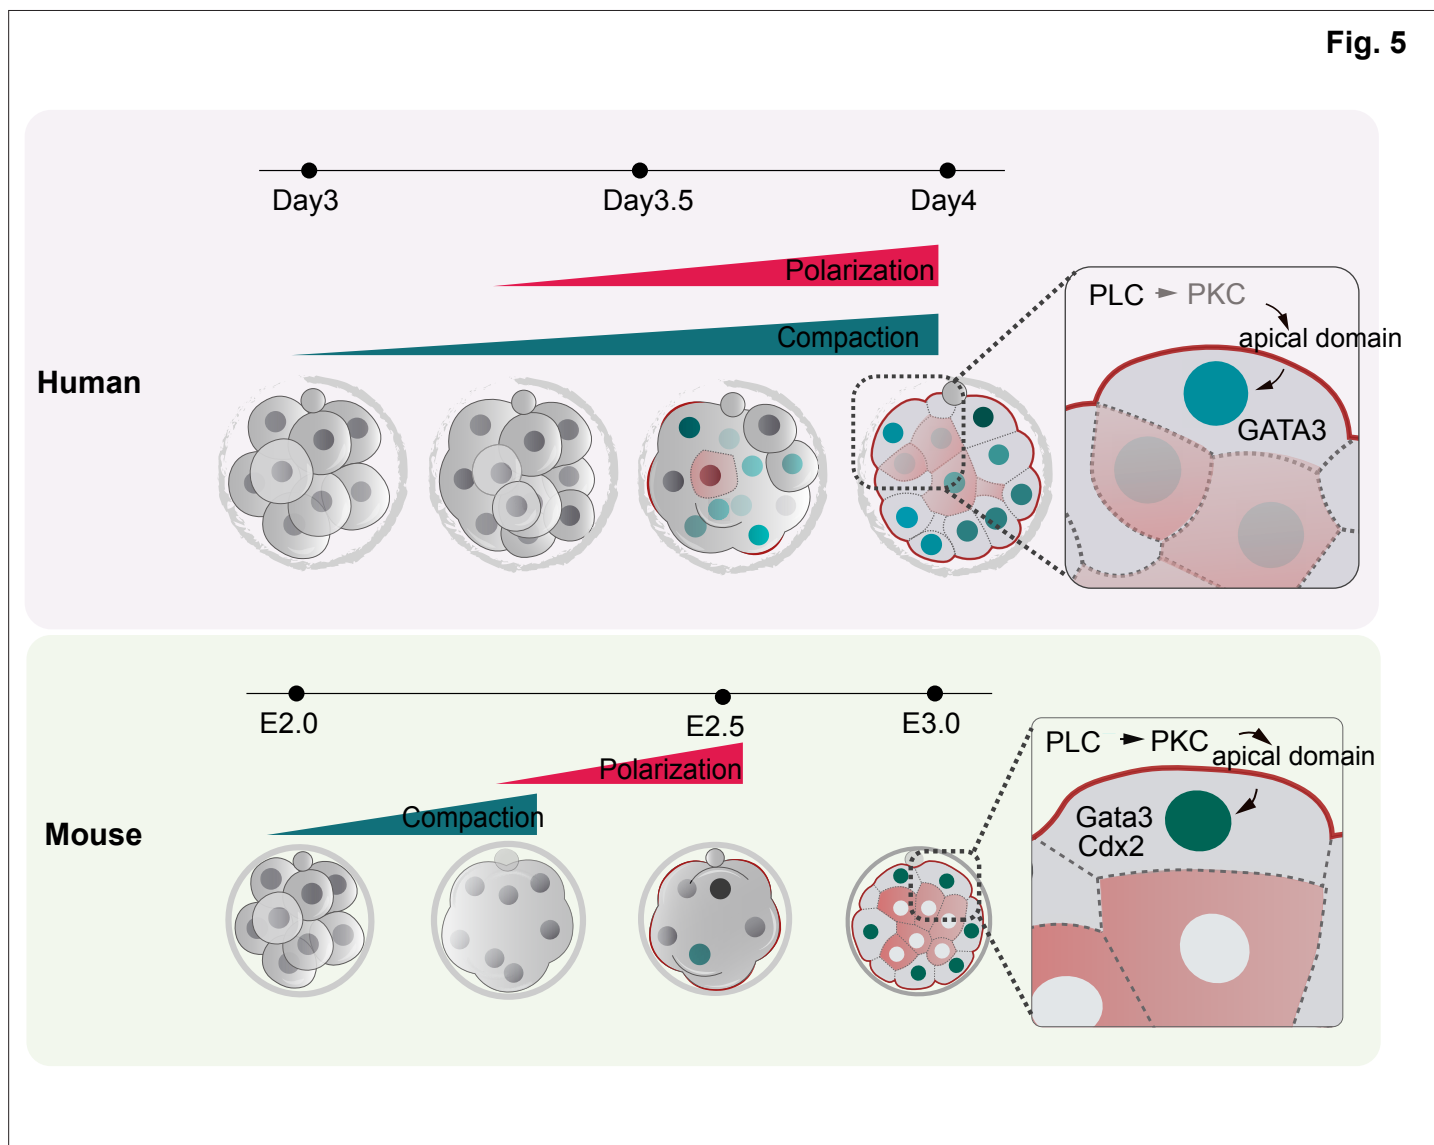 Fig. 5
Day3
Day3.5
Day4
Polarization
Compaction
Human
PLC
PKC
apical domain
GATA3
E2.0
E2.5
E3.0
Polarization
Compaction
Mouse
PLC
PKC
apical domain
Gata3
Cdx2